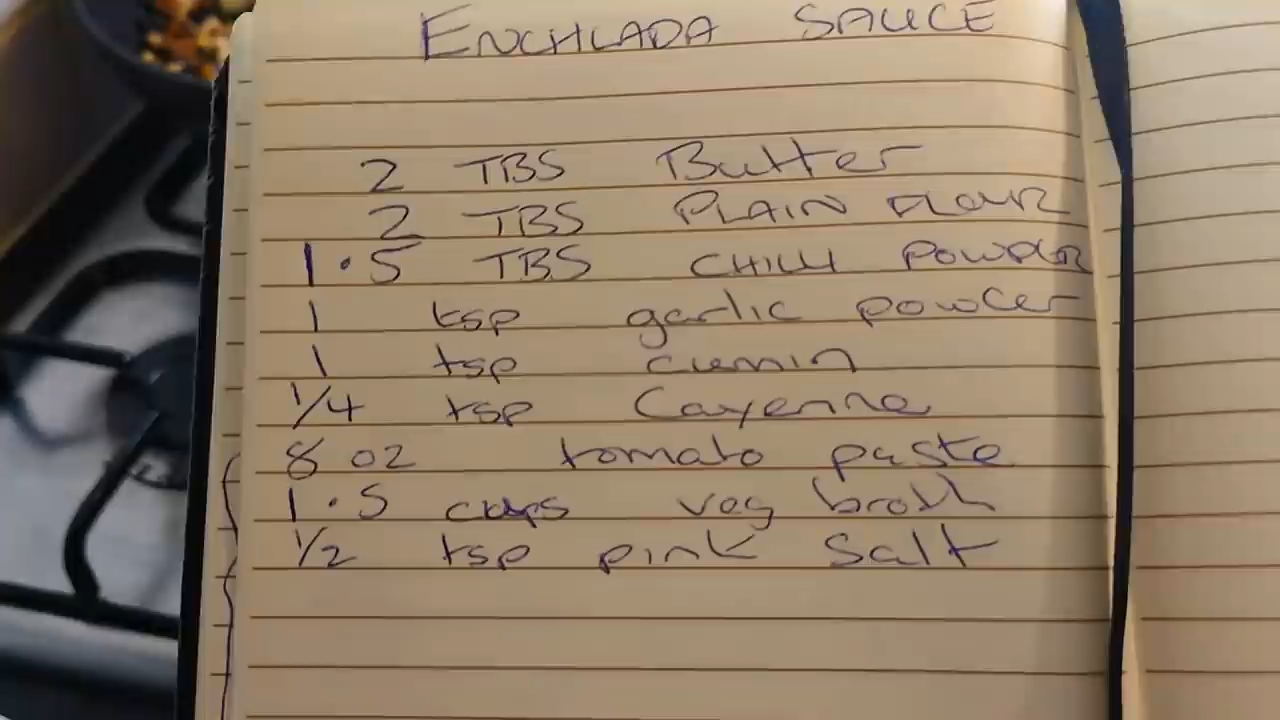 ENCHLADA SAUCE
2 TBS Butter
2 TBS PLAIN FLOUR
1.5 TBS CHILLI POWDER
1 tsp garlic powder
1 tsp cumin
1/4 tsp Cayenne
8 oz tomato paste
1.5 cups veg broth
1/2 tsp pink Salt